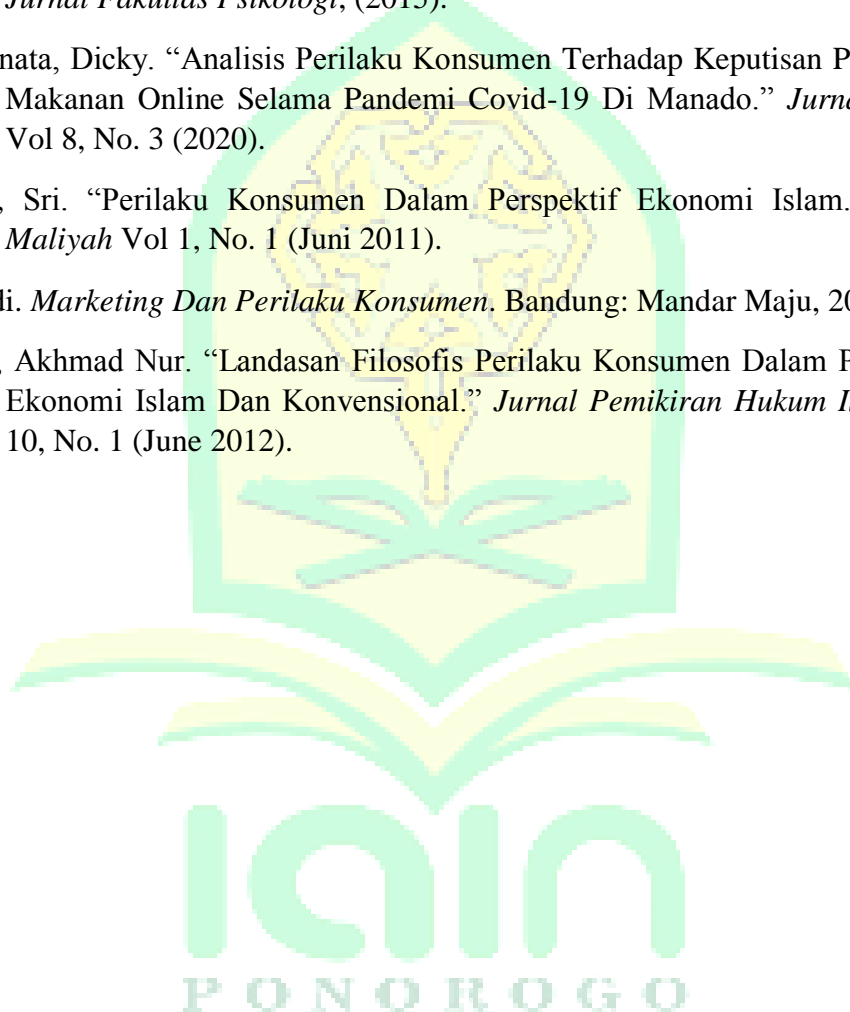 Jurnal Fakultas Psikologi, (2015).
nata, Dicky. “Analisis Perilaku Konsumen Terhadap Keputisan P
Makanan Online Selama Pandemi Covid-19 Di Manado.” Jurna
Vol 8, No. 3 (2020).
, Sri. “Perilaku Konsumen Dalam Perspektif Ekonomi Islam.
Maliyah Vol 1, No. 1 (Juni 2011).
di. Marketing Dan Perilaku Konsumen. Bandung: Mandar Maju, 20
, Akhmad Nur. “Landasan Filosofis Perilaku Konsumen Dalam P
Ekonomi Islam Dan Konvensional.” Jurnal Pemikiran Hukum I
10, No. 1 (June 2012).
iain
PONOROGO